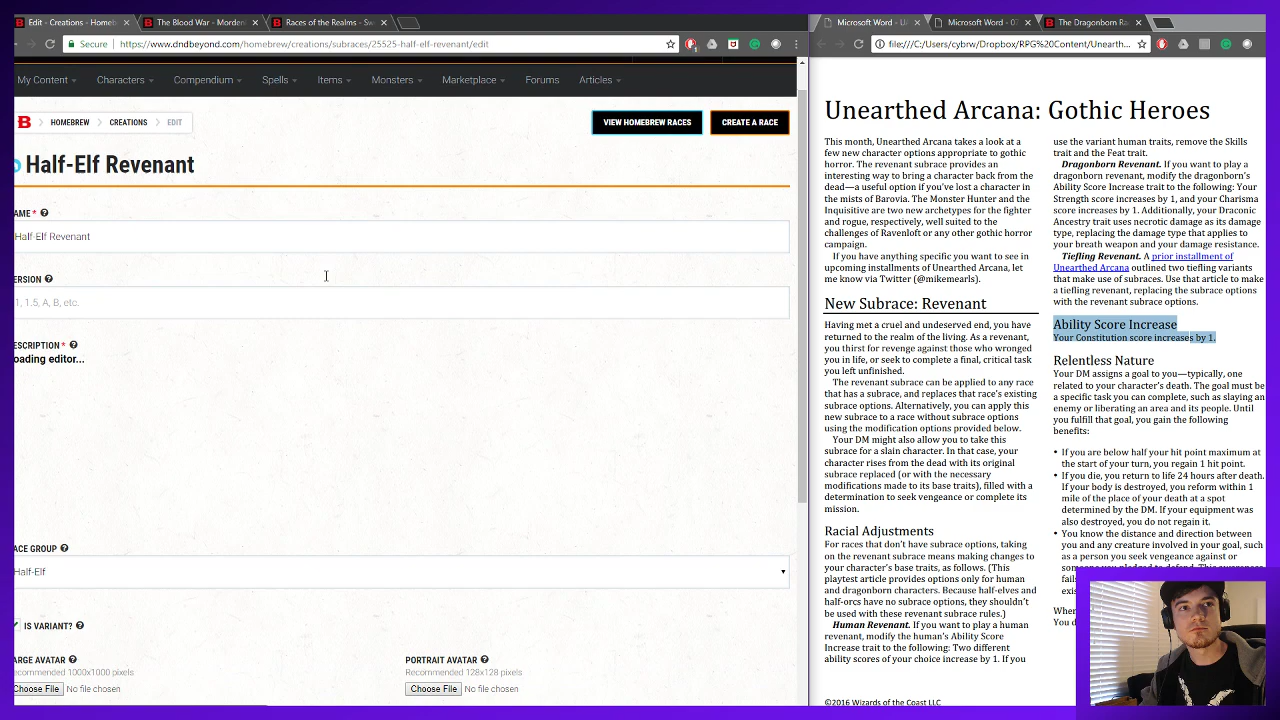 Edit - Creations - Homeb
The Blood War - Morden
Races of the Realms - Sw
Secure
https://www.dndbeyond.com/homebrew/creations/subraces/25525-half-elf-revenant/edit
My Content
Characters
Compendium
Spells
Items
Monsters
Marketplace
Forums
Articles
HOMEBREW
CREATIONS
EDIT
VIEW HOMEBREW RACES
CREATE A RACE
Half-Elf Revenant
AME *
Half-Elf Revenant
ERSION
1, 1.5, A, B, etc.
ESCRIPTION *
oading editor...
ACE GROUP
Half-Elf
IS VARIANT?
ARGE AVATAR
ecommended 1000x1000 pixels
Choose File No file chosen
PORTRAIT AVATAR
Recommended 128x128 pixels
Choose File No file chosen
Microsoft Word - U
Microsoft Word - 07
The Dragonborn Ra
file:///C:/Users/cybrw/Dropbox/RPG%20Content/Unearth...
Unearthed Arcana: Gothic Heroes
This month, Unearthed Arcana takes a look at a
few new character options appropriate to gothic
horror. The revenant subrace provides an
interesting way to bring a character back from the
dead—a useful option if you've lost a character in
the mists of Barovia. The Monster Hunter and the
Inquisitive are two new archetypes for the fighter
and rogue, respectively, well suited to the
challenges of Ravenloft or any other gothic horror
campaign.
If you have anything specific you want to see in
upcoming installments of Unearthed Arcana, let
me know via Twitter (@mikemearls).
New Subrace: Revenant
Having met a cruel and undeserved end, you have
returned to the realm of the living. As a revenant,
you thirst for revenge against those who wronged
you in life, or seek to complete a final, critical task
you left unfinished.
The revenant subrace can be applied to any race
that has a subrace, and replaces that race's existing
subrace options. Alternatively, you can apply this
new subrace to a race without subrace options
using the modification options provided below.
Your DM might also allow you to take this
subrace for a slain character. In that case, your
character rises from the dead with its original
subrace replaced (or with the necessary
modifications made to its base traits), filled with a
determination to seek vengeance or complete its
mission.
Racial Adjustments
For races that don't have subrace options, taking
on the revenant subrace means making changes to
your character's base traits, as follows. (This
playtest article provides options only for human
and dragonborn characters. Because half-elves and
half-orcs have no subrace options, they shouldn't
be used with these revenant subrace rules.)
Human Revenant. If you want to play a human
revenant, modify the human's Ability Score
Increase trait to the following: Two different
ability scores of your choice increase by 1. If you
©2016 Wizards of the Coast LLC
use the variant human traits, remove the Skills
trait and the Feat trait.
Dragonborn Revenant. If you want to play a
dragonborn revenant, modify the dragonborn's
Ability Score Increase trait to the following: Your
Strength score increases by 1, and your Charisma
score increases by 1. Additionally, your Draconic
Ancestry trait uses necrotic damage as its damage
type, replacing the damage type that applies to
your breath weapon and your damage resistance.
Tiefling Revenant. A prior installment of
Unearthed Arcana outlined two tiefling variants
that make use of subraces. Use that article to make
a tiefling revenant, replacing the subrace options
with the revenant subrace options.
Ability Score Increase
Your Constitution score increases by 1.
Relentless Nature
Your DM assigns a goal to you—typically, one
related to your character's death. The goal must be
a specific task you can complete, such as slaying an
enemy or liberating an area and its people. Until
you fulfill that goal, you gain the following
benefits:
• If you are below half your hit point maximum at
the start of your turn, you regain 1 hit point.
• If you die, you return to life 24 hours after death.
If your body is destroyed, you reform within 1
mile of the place of your death at a spot
determined by the DM. If your equipment was
also destroyed, you do not regain it.
• You know the distance and direction between
you and any creature involved in your goal, such
as a person you seek vengeance against or
someone you pledged to defend. This awareness
fails
exis
When
You d